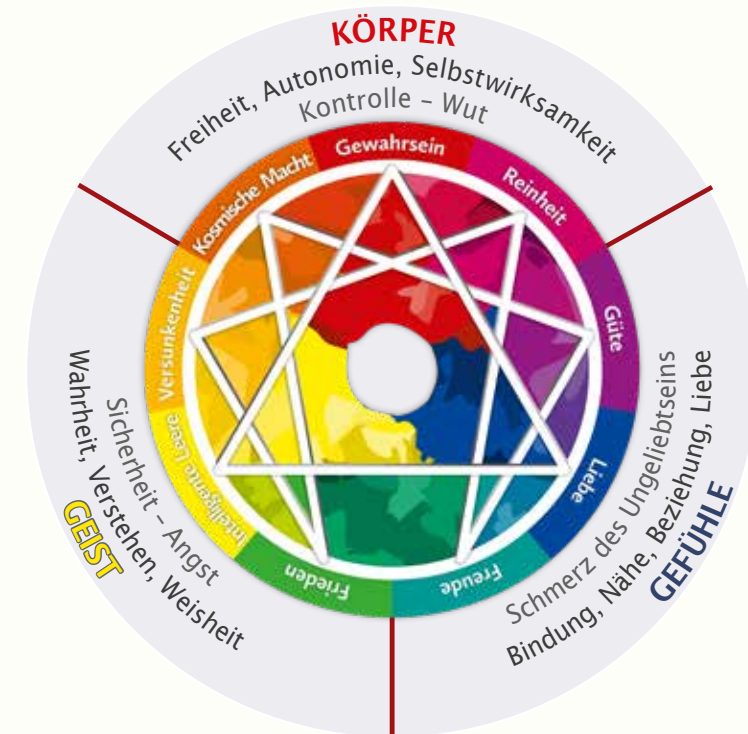 KÖRPER
Freiheit, Autonomie, Selbstwirksamkeit
Kontrolle – Wut
Gewahrsein
Reinheit
Güte
Liebe
Freude
Frieden
Intelligente Leere
Versunkenheit
Kosmische Macht
Schmerz des Ungeliebtseins
Bindung, Nähe, Beziehung, Liebe
GEFÜHLE
Sicherheit – Angst
Wahrheit, Verstehen, Weisheit
GEIST